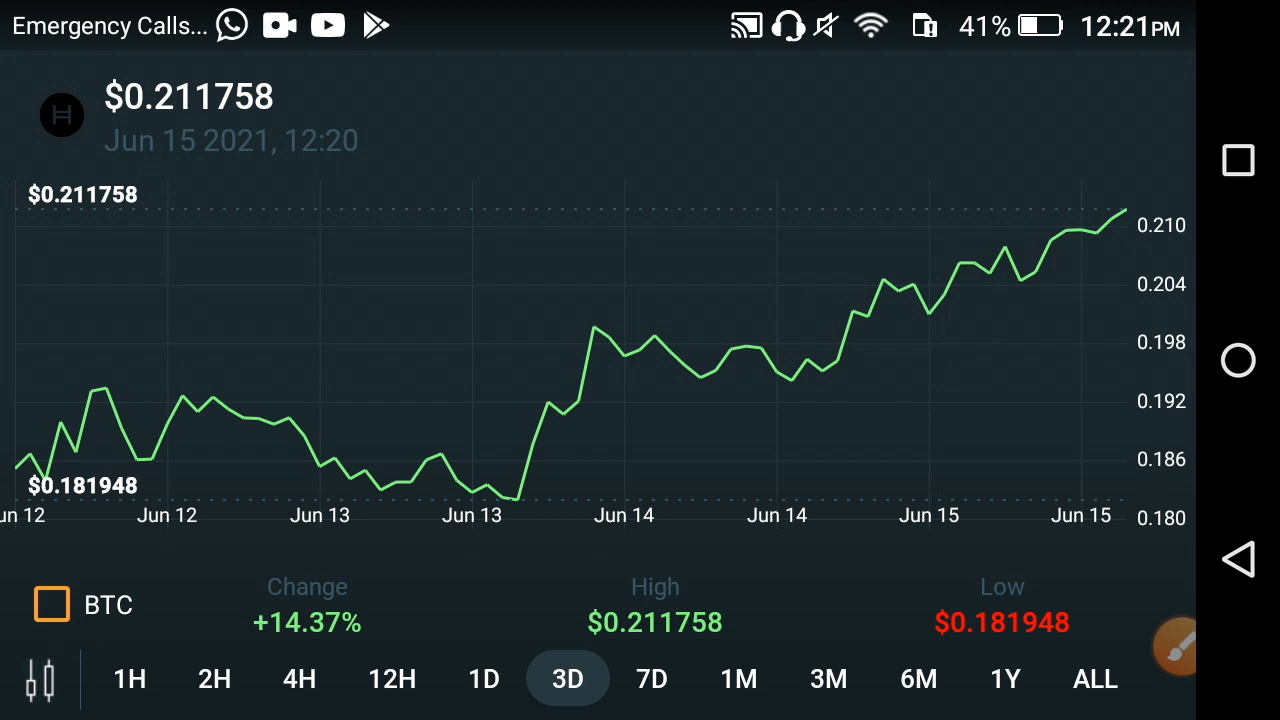 Emergency Calls... 41% 12:21PM
H
$0.211758
Jun 15 2021, 12:20
$0.211758
0.210
0.204
0.198
0.192
0.186
$0.181948
un 12 Jun 12 Jun 13 Jun 13 Jun 14 Jun 14 Jun 15 Jun 15 0.180
BTC
Change High Low
+14.37% $0.211758 $0.181948
1H 2H 4H 12H 1D 3D 7D 1M 3M 6M 1Y ALL